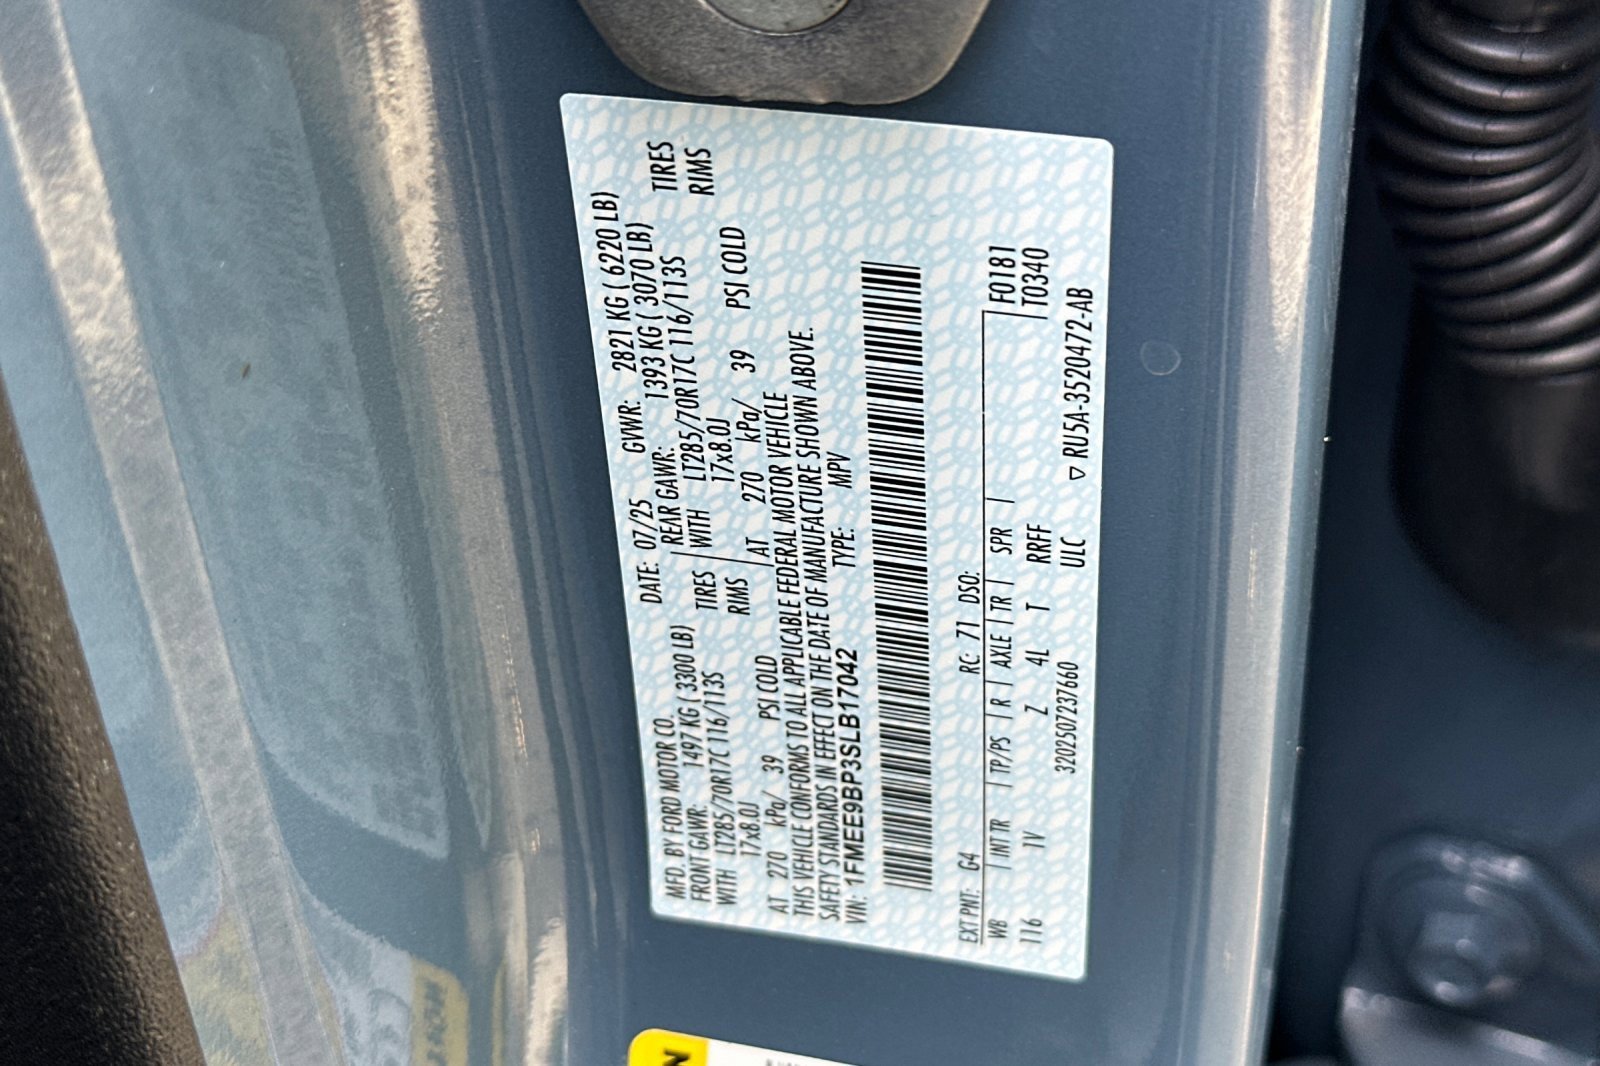 MFD. BY FORD MOTOR CO.
DATE: 07/25 GVWR: 2821 KG ( 6220 LB)
FRONT GAWR: 1497 KG ( 3300 LB) REAR GAWR: 1393 KG ( 3070 LB)
WITH LT285/70R17C 116/113S TIRES WITH LT285/70R17C 116/113S TIRES
17x8.0J RIMS 17x8.0J RIMS
AT 270 kPa/ 39 PSI COLD AT 270 kPa/ 39 PSI COLD
THIS VEHICLE CONFORMS TO ALL APPLICABLE FEDERAL MOTOR VEHICLE
SAFETY STANDARDS IN EFFECT ON THE DATE OF MANUFACTURE SHOWN ABOVE.
VIN: 1FMEE9BP3SLB17042 TYPE: MPV
F0181
T0340
EXT PNT: G4 RC: 71 DSO:
WB INT TR TP/PS R AXLE TR SPR
116 1V Z 4L T RRFF
320250723766​0 ULC ▽ RU5A-3520472-AB